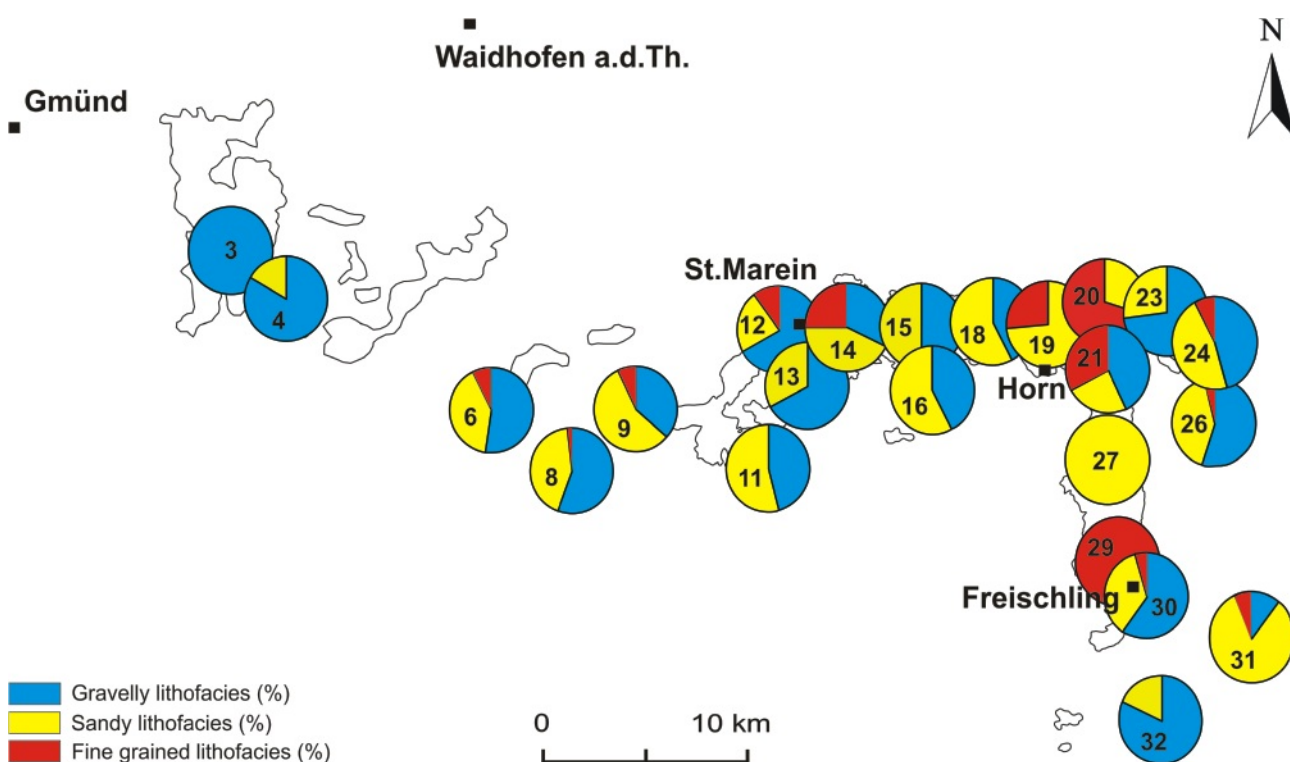 Waidhofen a.d.Th.
N
Gmünd
3
4
St.Marein
12
13
14
15
18
16
19
20
23
21
24
Horn
26
6
9
8
11
27
29
Freischling
30
31
32
Gravelly lithofacies (%)
Sandy lithofacies (%)
Fine grained lithofacies (%)
0 10 km